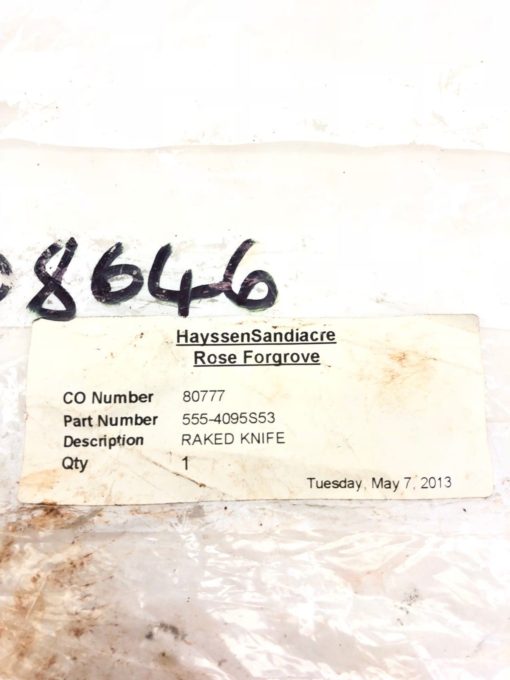 8646
HayssenSandiacre
Rose Forgrove
CO Number 80777
Part Number 555-4095S53
Description RAKED KNIFE
Qty 1
Tuesday, May 7, 2013